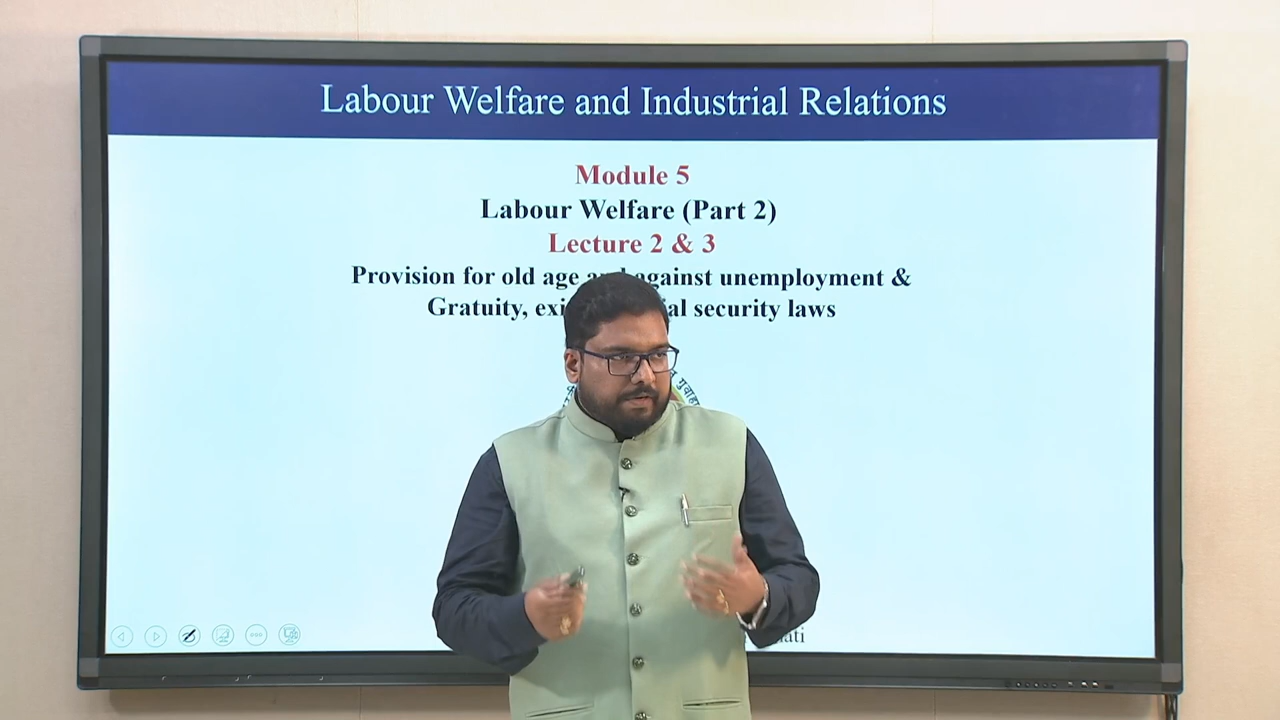 Labour Welfare and Industrial Relations
Module 5
Labour Welfare (Part 2)
Lecture 2 & 3
Provision for old age and against unemployment &
Gratuity, security laws